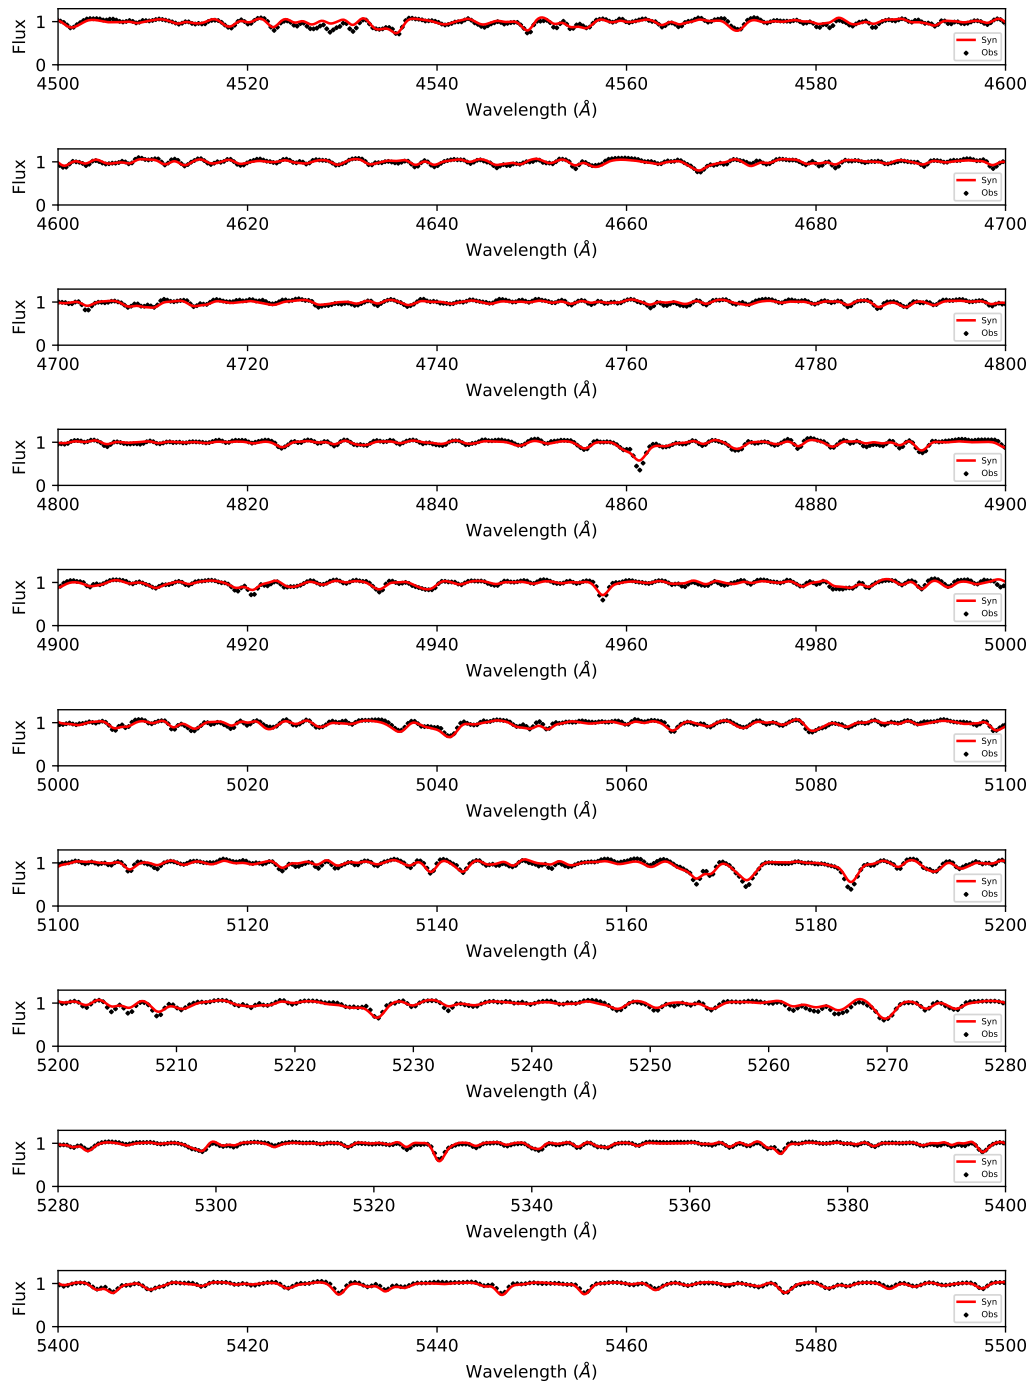 Flux
1
0
Syn
Obs
4500 4520 4540 4560 4580 4600
Wavelength (Å)
Flux
1
0
Syn
Obs
4600 4620 4640 4660 4680 4700
Wavelength (Å)
Flux
1
0
Syn
Obs
4700 4720 4740 4760 4780 4800
Wavelength (Å)
Flux
1
0
Syn
Obs
4800 4820 4840 4860 4880 4900
Wavelength (Å)
Flux
1
0
Syn
Obs
4900 4920 4940 4960 4980 5000
Wavelength (Å)
Flux
1
0
Syn
Obs
5000 5020 5040 5060 5080 5100
Wavelength (Å)
Flux
1
0
Syn
Obs
5100 5120 5140 5160 5180 5200
Wavelength (Å)
Flux
1
0
Syn
Obs
5200 5210 5220 5230 5240 5250 5260 5270 5280
Wavelength (Å)
Flux
1
0
Syn
Obs
5280 5300 5320 5340 5360 5380 5400
Wavelength (Å)
Flux
1
0
Syn
Obs
5400 5420 5440 5460 5480 5500
Wavelength (Å)